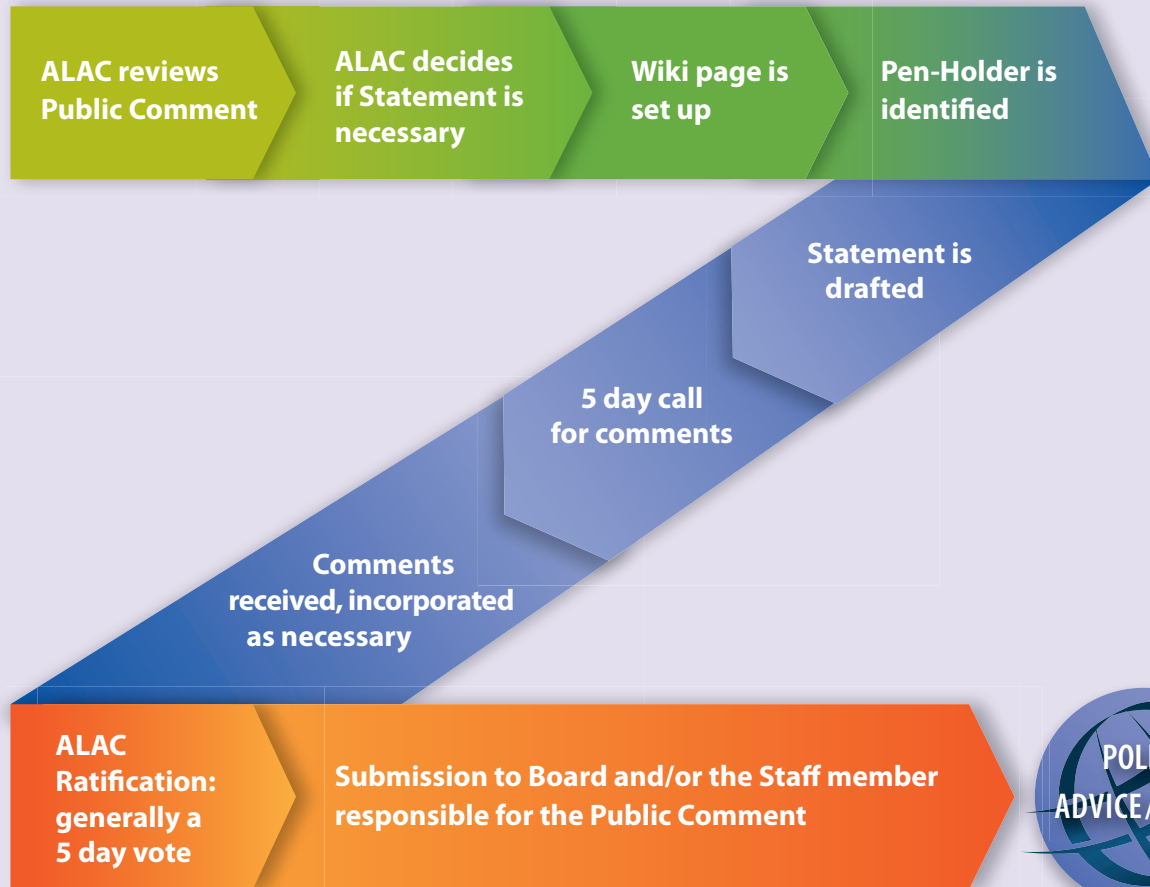 ALAC reviews
Public Comment
ALAC decides
if Statement is
necessary
Wiki page is
set up
Pen-Holder is
identified
Statement is
drafted
5 day call
for comments
Comments
received, incorporated
as necessary
ALAC
Ratification:
generally a
5 day vote
Submission to Board and/or the Staff member
responsible for the Public Comment
ADVICE/